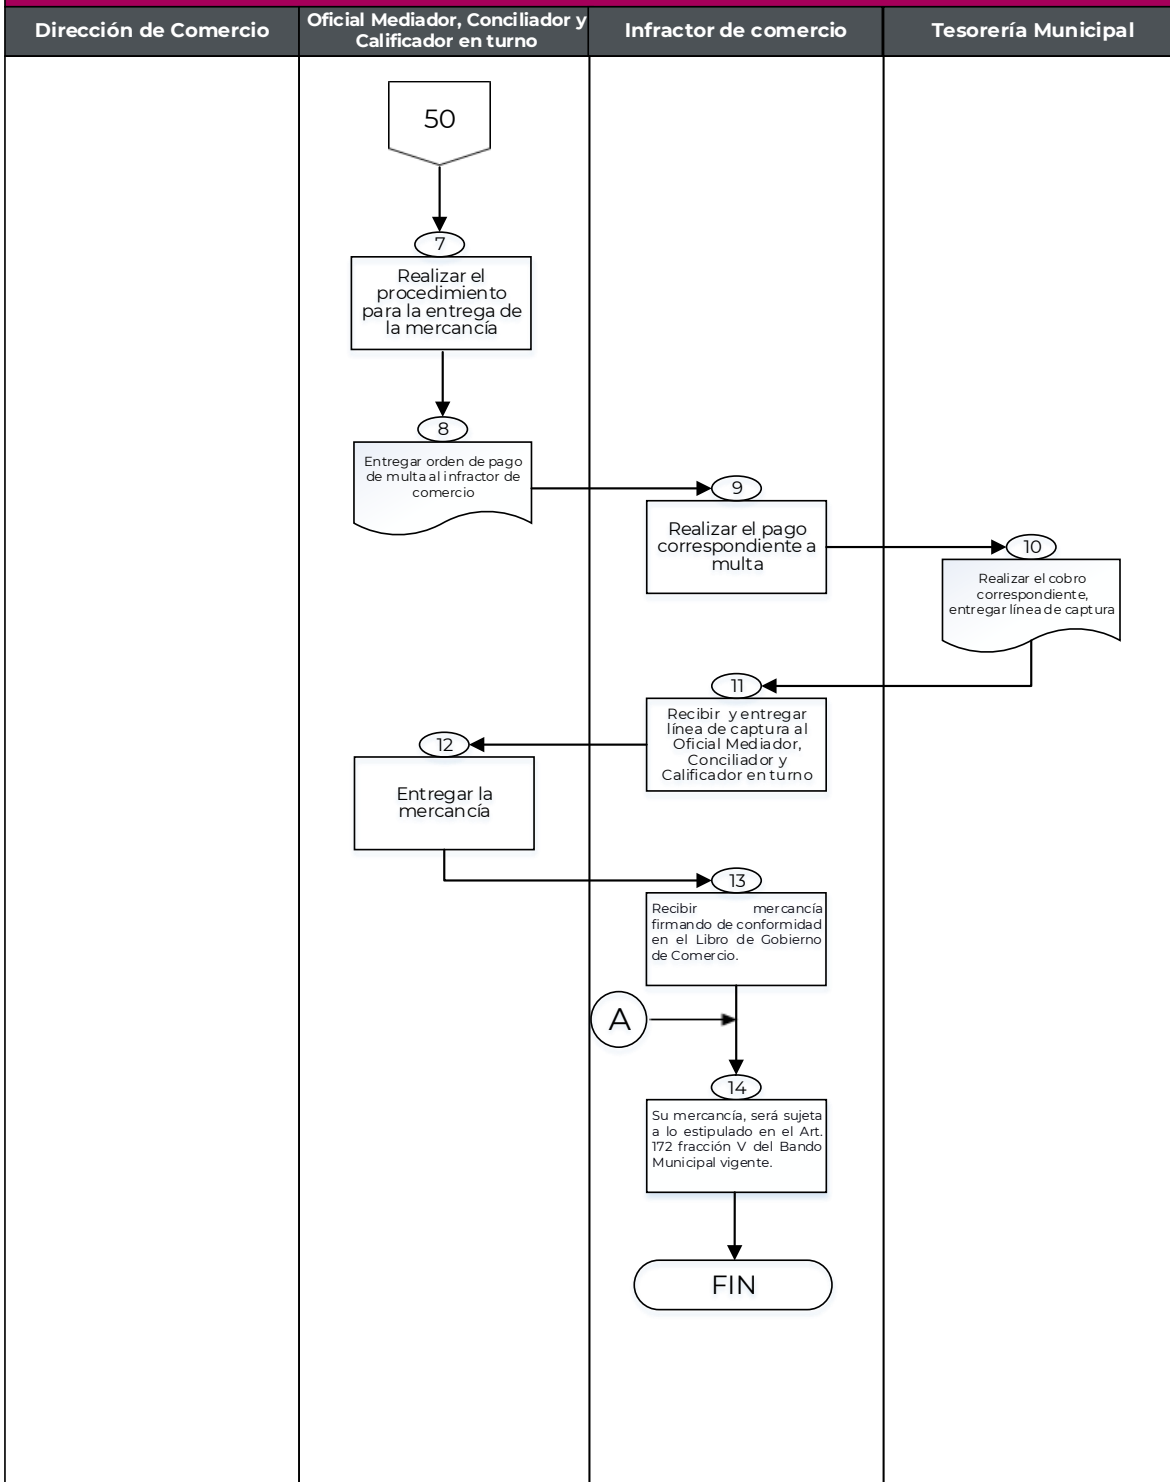 Dirección de Comercio
Oficial Mediador, Conciliador y
Calificador en turno
Infractor de comercio
Tesorería Municipal
50
7
Realizar el
procedimiento
para la entrega de
la mercancía
8
Entregar orden de pago
de multa al infractor de
comercio
9
Realizar el pago
correspondiente a
multa
10
Realizar el cobro
correspondiente,
entregar línea de captura
11
Recibir y entregar
línea de captura al
Oficial Mediador,
Conciliador y
Calificador en turno
12
Entregar la
mercancía
13
Recibir mercancía
firmando de conformidad
en el Libro de Gobierno
de Comercio.
A
14
Su mercancía, será sujeta
a lo estipulado en el Art.
172 fracción V del Bando
Municipal vigente.
FIN